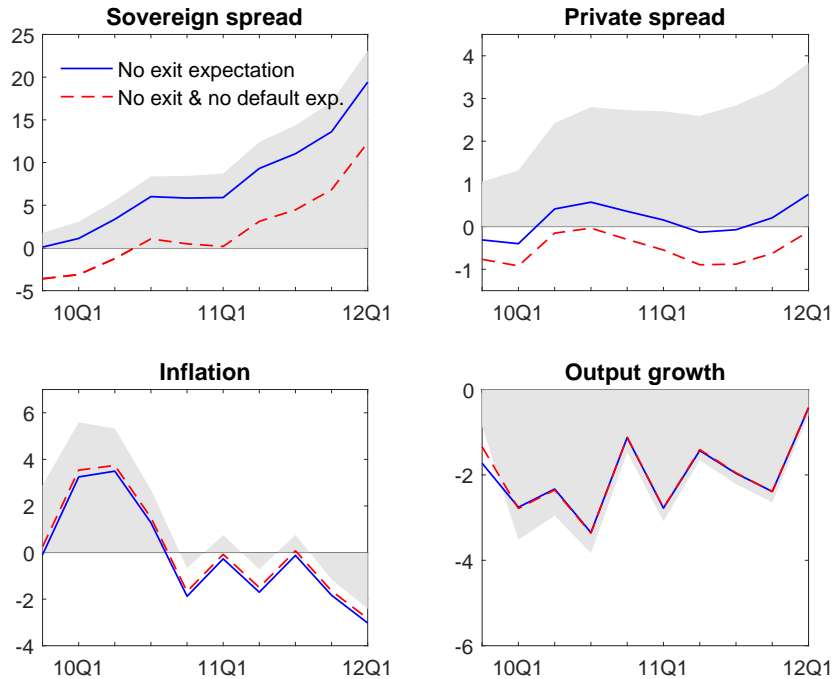 Sovereign spread
25
20
15
10
5
0
-5
No exit expectation
No exit & no default exp.
10Q1
11Q1
12Q1
Private spread
4
3
2
1
0
-1
10Q1
11Q1
12Q1
Inflation
6
4
2
0
-2
-4
10Q1
11Q1
12Q1
Output growth
0
-2
-4
-6
10Q1
11Q1
12Q1